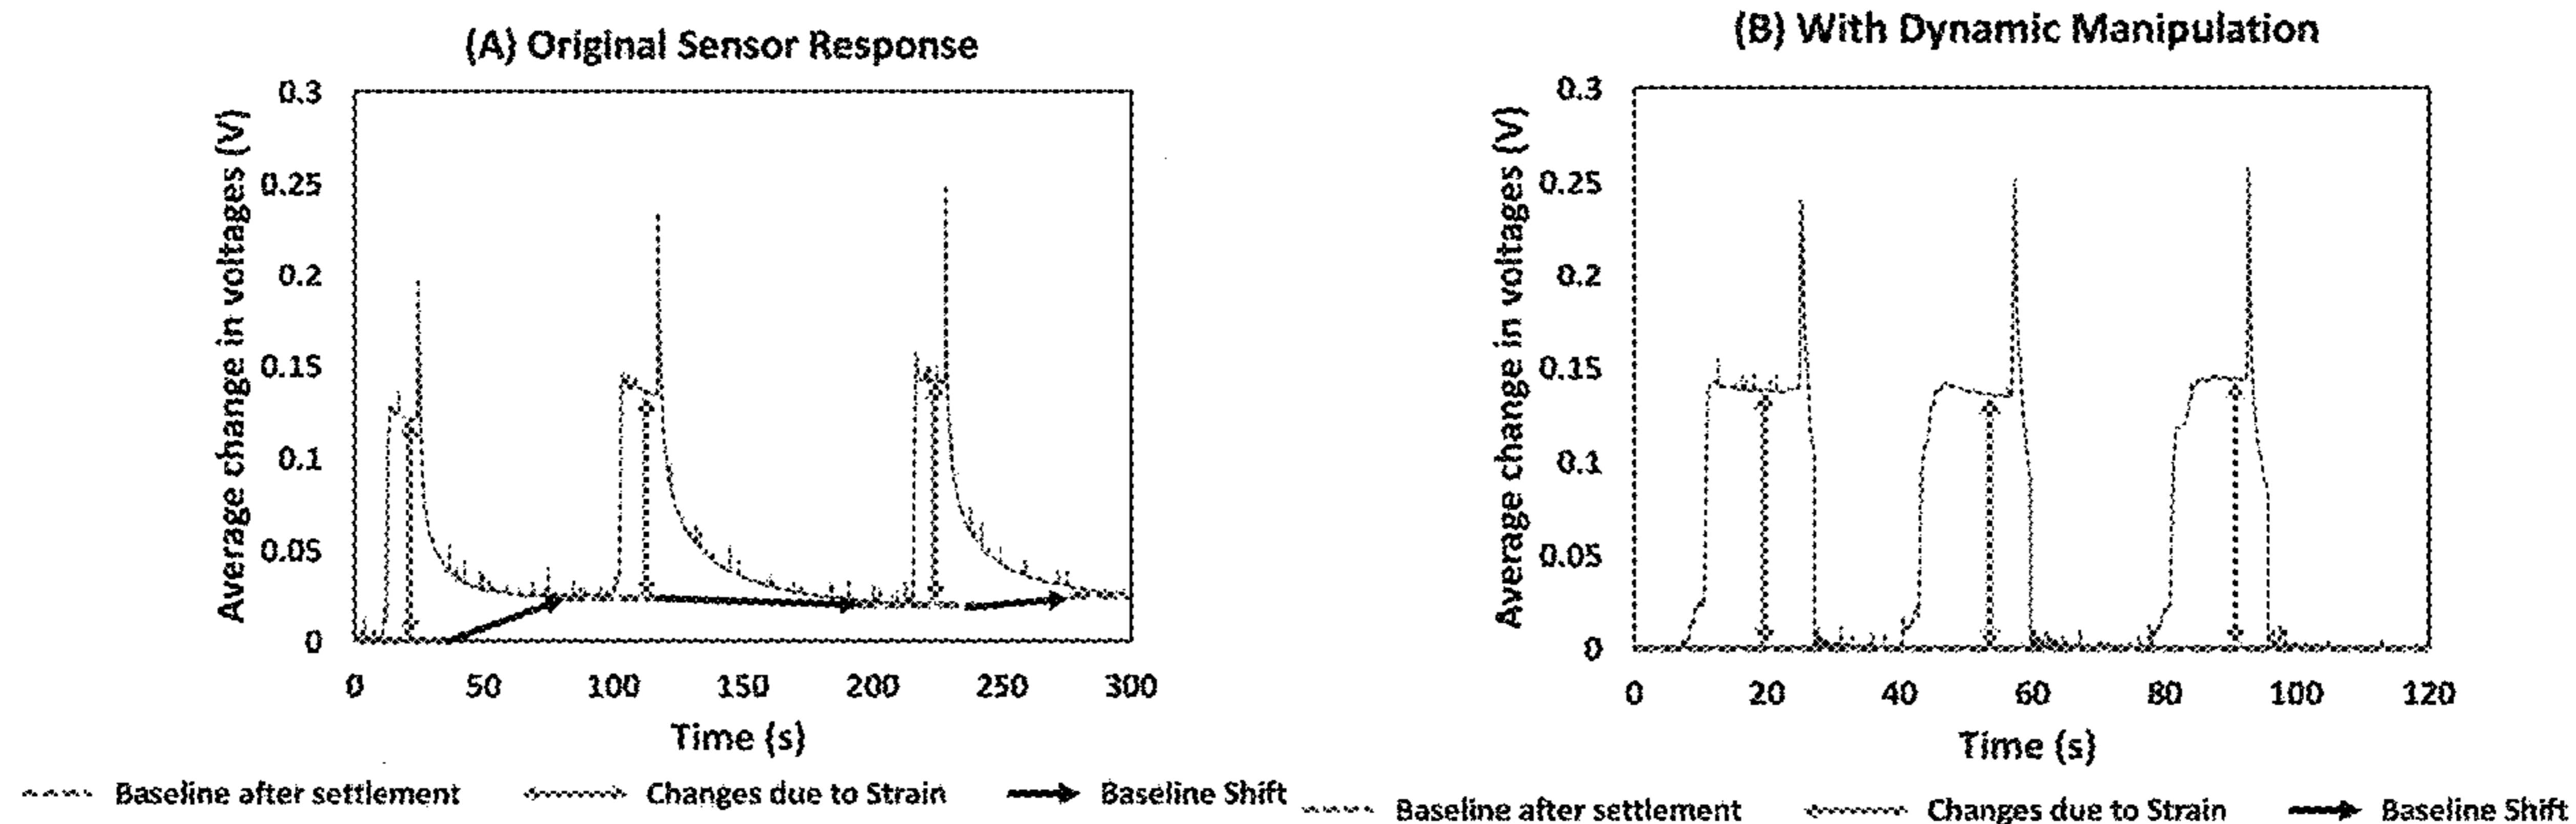 (A) Original Sensor Response
Average change in voltages (V)
0.3
0.25
0.2
0.15
0.1
0.05
0
0 50 100 150 200 250 300
Time (s)
Baseline after settlement Changes due to Strain Baseline Shift
(B) With Dynamic Manipulation
Average change in voltages (V)
0.3
0.25
0.2
0.15
0.1
0.05
0
0 20 40 60 80 100 120
Time (s)
Baseline after settlement Changes due to Strain Baseline Shift